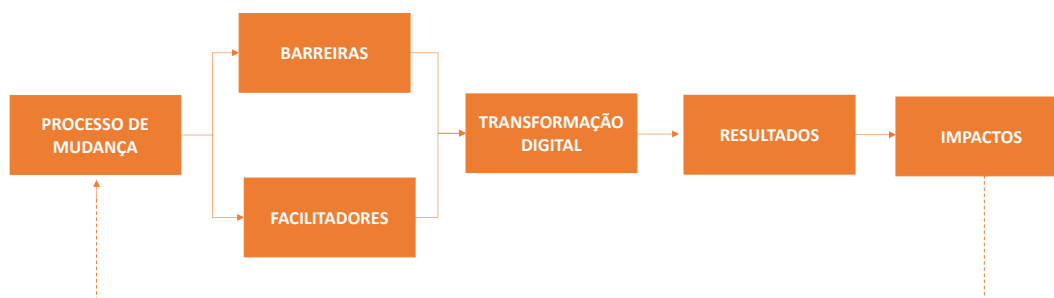 PROCESSO DE
MUDANÇA
BARREIRAS
FACILITADORES
TRANSFORMAÇÃO
DIGITAL
RESULTADOS
IMPACTOS